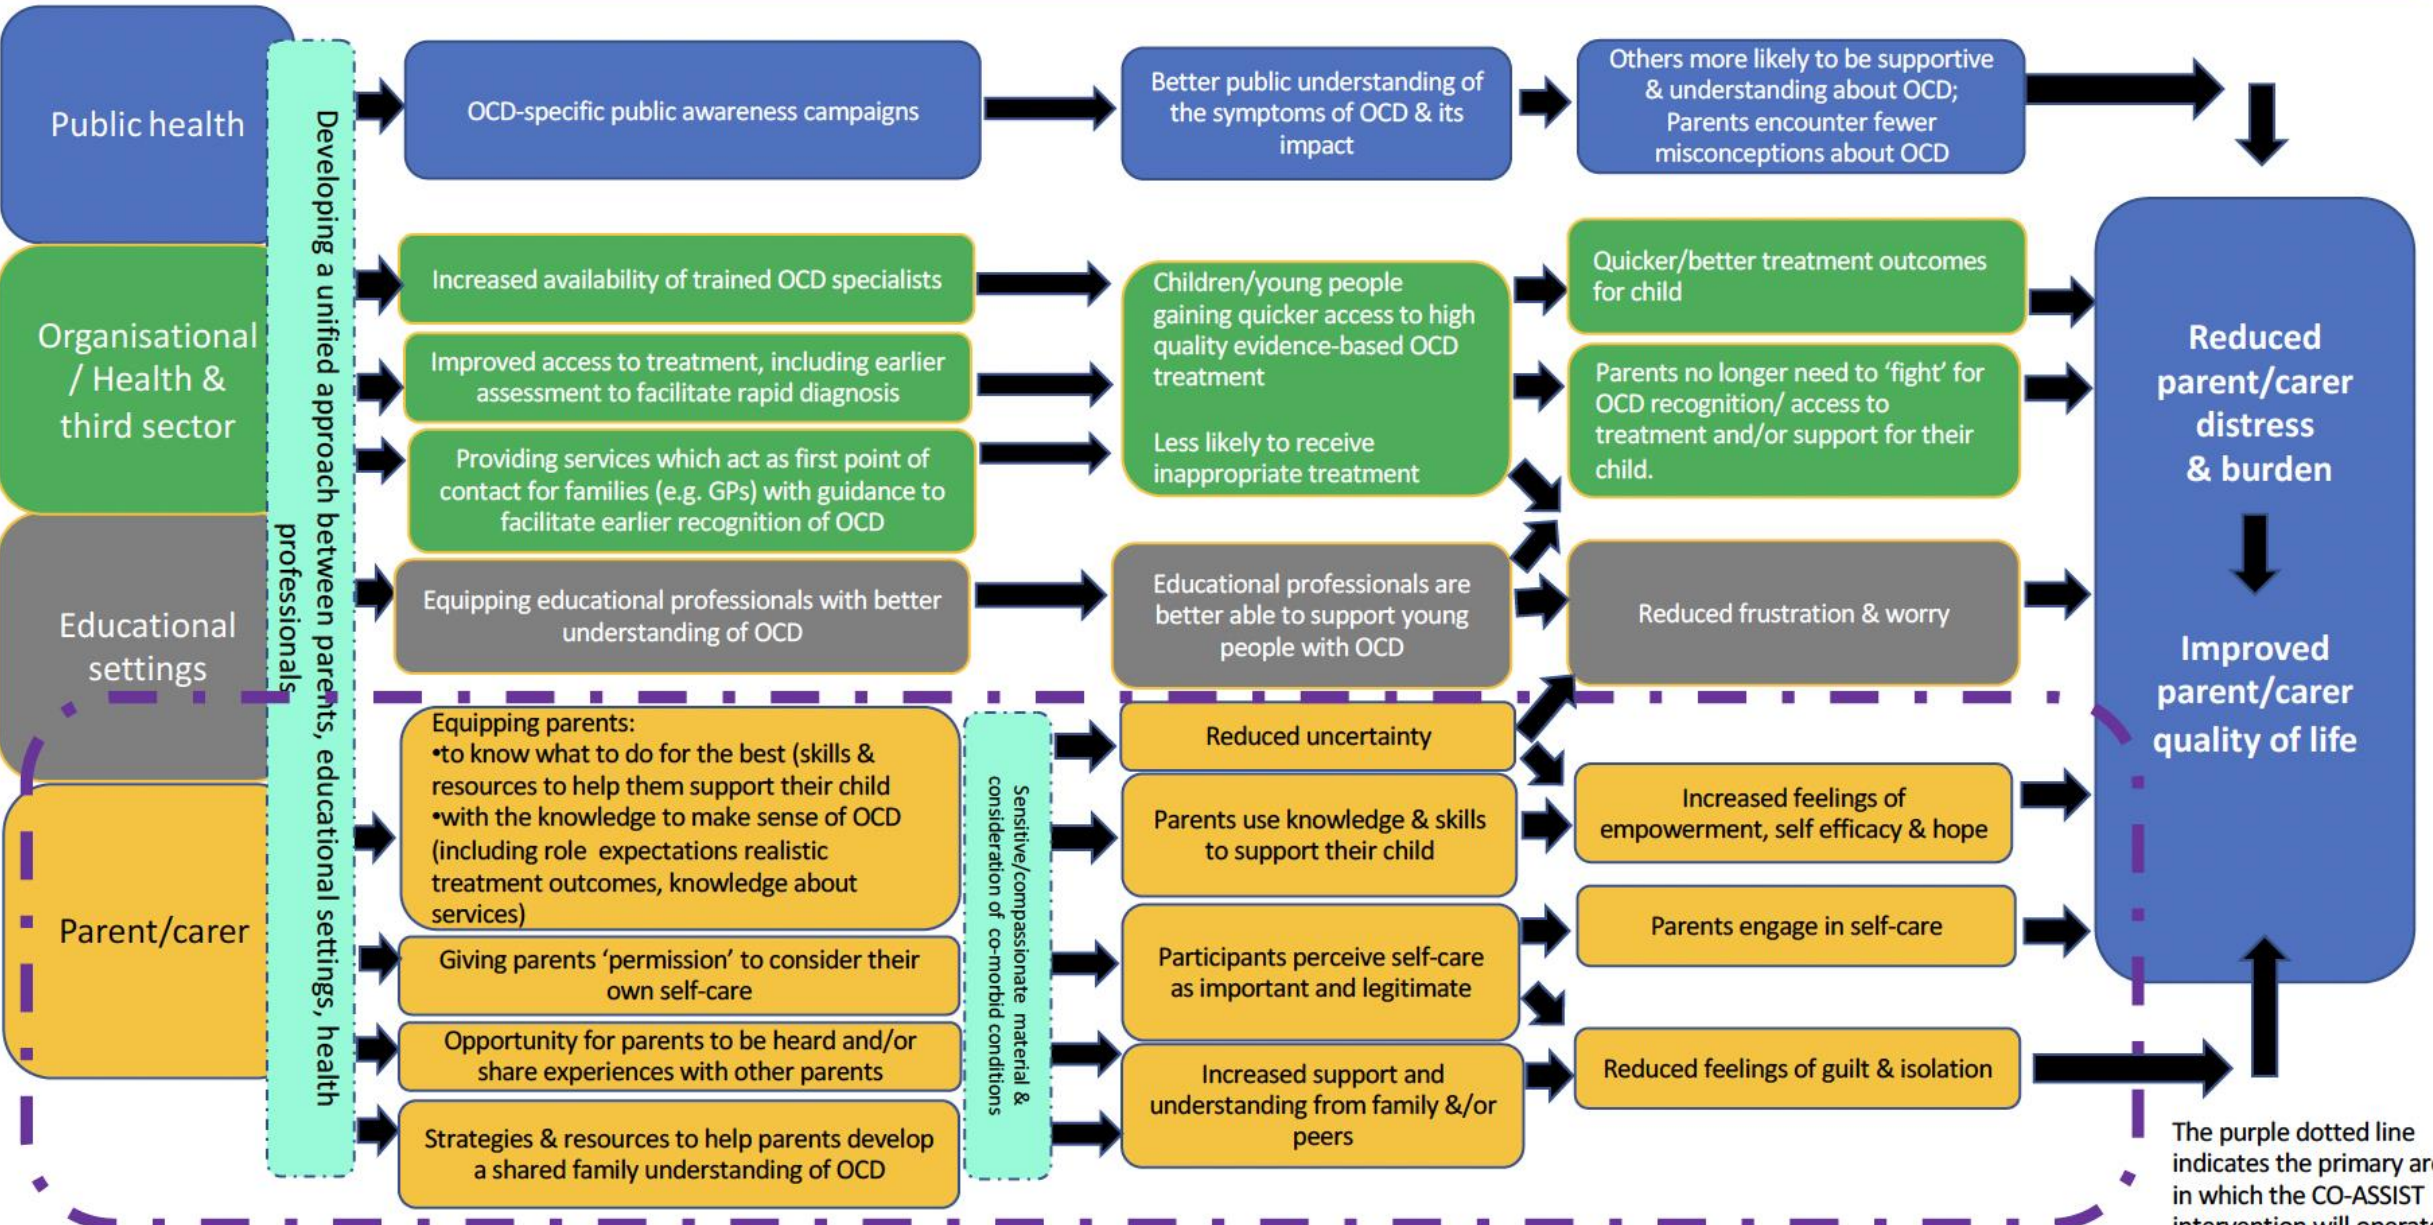 Public health
Organisational
/ Health &
third sector
Educational
settings
Parent/carer
Developing a unified approach between parents, educational settings, health
professionals
OCD-specific public awareness campaigns
Better public understanding of
the symptoms of OCD & its
impact
Others more likely to be supportive
& understanding about OCD;
Parents encounter fewer
misconceptions about OCD
Increased availability of trained OCD specialists
Improved access to treatment, including earlier
assessment to facilitate rapid diagnosis
Providing services which act as first point of
contact for families (e.g. GPs) with guidance to
facilitate earlier recognition of OCD
Children/young people
gaining quicker access to high
quality evidence-based OCD
treatment
Less likely to receive
inappropriate treatment
Quicker/better treatment outcomes
for child
Parents no longer need to ‘fight’ for
OCD recognition/ access to
treatment and/or support for their
child.
Equipping educational professionals with better
understanding of OCD
Educational professionals are
better able to support young
people with OCD
Reduced frustration & worry
Equipping parents:
•to know what to do for the best (skills &
resources to help them support their child
•with the knowledge to make sense of OCD
(including role expectations realistic
treatment outcomes, knowledge about
services)
Giving parents ‘permission’ to consider their
own self-care
Opportunity for parents to be heard and/or
share experiences with other parents
Strategies & resources to help parents develop
a shared family understanding of OCD
Sensitive/compassionate material &
consideration of co-morbid conditions
Reduced uncertainty
Parents use knowledge & skills
to support their child
Participants perceive self-care
as important and legitimate
Increased support and
understanding from family &/or
peers
Increased feelings of
empowerment, self efficacy & hope
Parents engage in self-care
Reduced feelings of guilt & isolation
Reduced
parent/carer
distress
& burden
Improved
parent/carer
quality of life
The purple dotted line
indicates the primary
in which the CO-ASSIST
intervention will